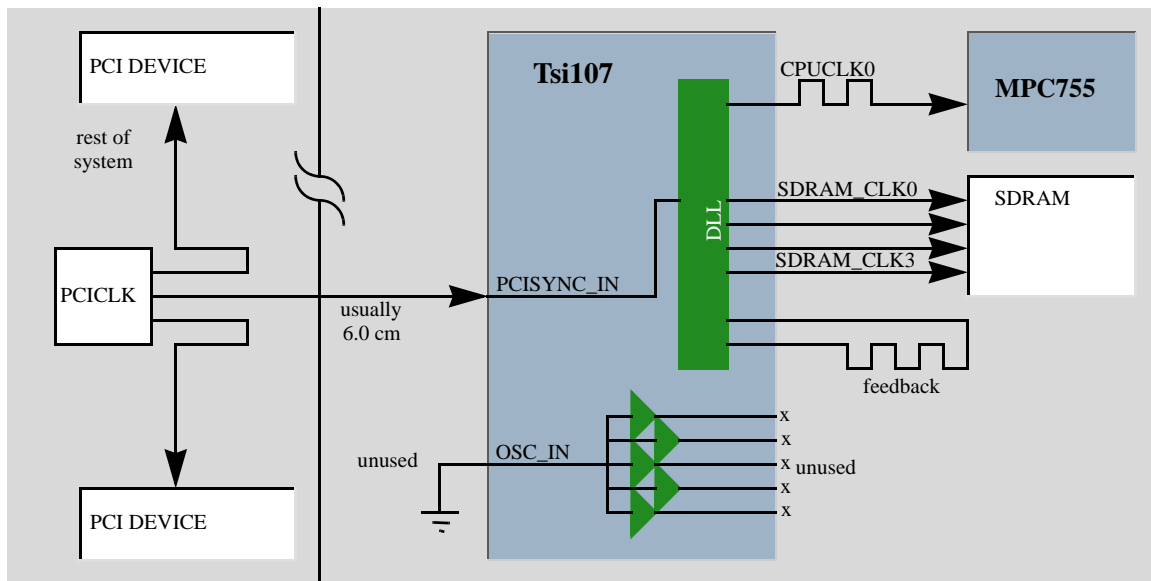 PCI DEVICE
rest of
system
PCICLK
usually
6.0 cm
PCI DEVICE
Tsi107
PCISYNC_IN
DLL
CPUCLK0
MPC755
SDRAM_CLK0
SDRAM
SDRAM_CLK3
feedback
unused
OSC_IN
x
x
x unused
x
x